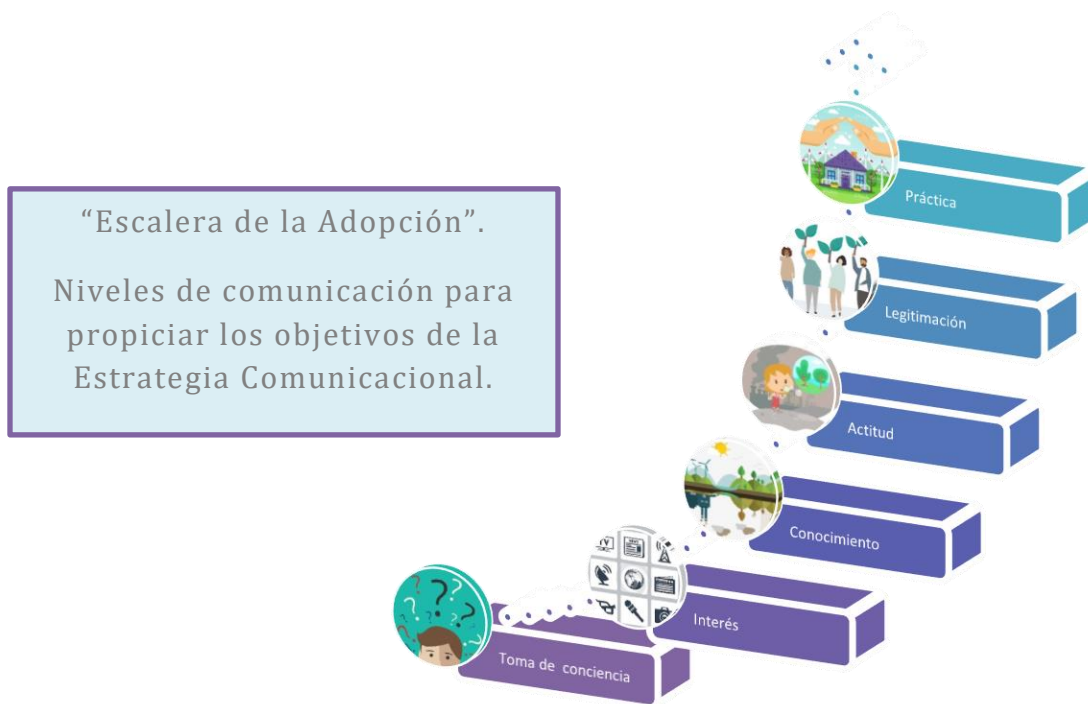 “Escalera de la Adopción”.
Niveles de comunicación para
propiciar los objetivos de la
Estrategia Comunicacional.
Práctica
Legitimación
Actitud
Conocimiento
Interés
Toma de conciencia